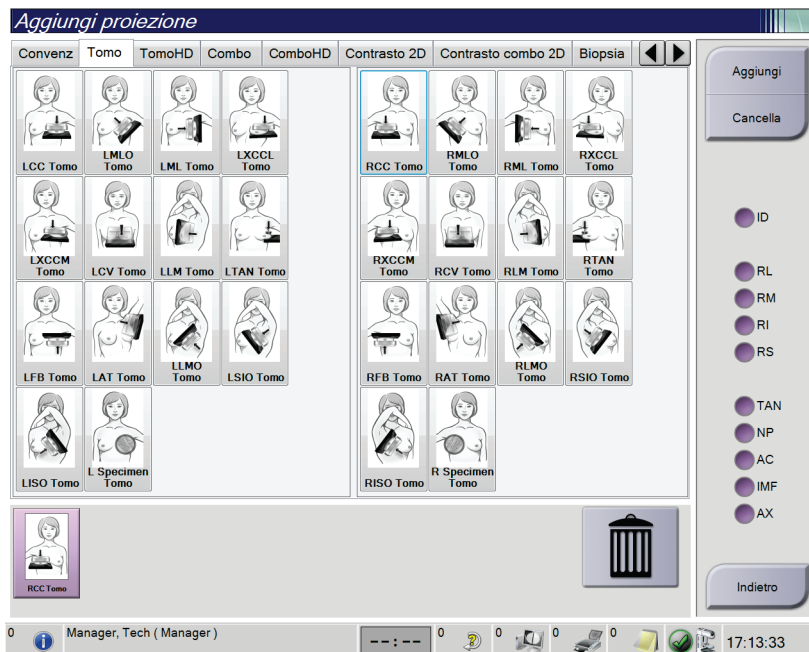 Aggiungi proiezione
Convenz Tomo TomoHD Combo ComboHD Contrasto 2D Contrasto combo 2D Biopsia
LCC Tomo
LMLO
Tomo
LML Tomo
LXCCL
Tomo
RCC Tomo
RMLO
Tomo
RML Tomo
RXCCL
Tomo
LXCCM
Tomo
LCV Tomo
LLM Tomo
LTAN Tomo
RXCCM
Tomo
RCV Tomo
RLM Tomo
RTAN
Tomo
LFB Tomo
LAT Tomo
LLMO
Tomo
LSIO Tomo
RFB Tomo
RAT Tomo
RLMO
Tomo
RSIO Tomo
LISO Tomo
L Specimen
Tomo
RISO Tomo
R Specimen
Tomo
RCC Tomo
Aggiungi
Cancella
ID
RL
RM
RI
RS
TAN
NP
AC
IMF
AX
Indietro
0 Manager, Tech ( Manager ) --:-- 0 0 0 0 17:13:33